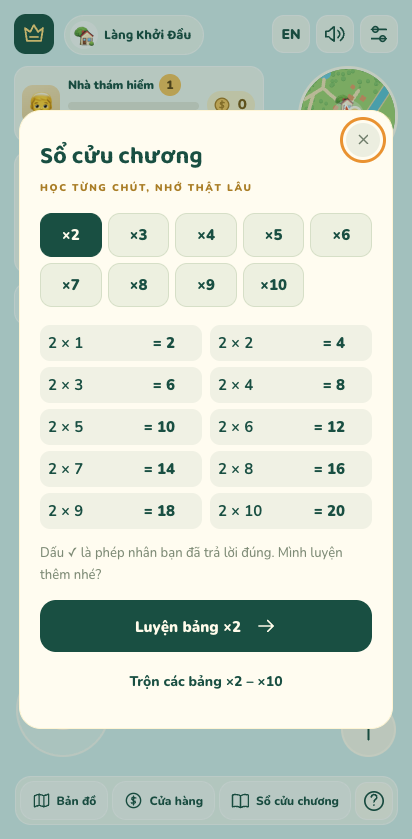 Làng Khởi Đầu
EN
Nhà thám hiểm 1
0
Sổ cửu chương
HỌC TỪNG CHÚT, NHỚ THẬT LÂU
×2 ×3 ×4 ×5 ×6
×7 ×8 ×9 ×10
2 × 1 = 2 2 × 2 = 4
2 × 3 = 6 2 × 4 = 8
2 × 5 = 10 2 × 6 = 12
2 × 7 = 14 2 × 8 = 16
2 × 9 = 18 2 × 10 = 20
Dấu ✓ là phép nhân bạn đã trả lời đúng. Mình luyện
thêm nhé?
Luyện bảng ×2 →
Trộn các bảng ×2 – ×10
Bản đồ Cửa hàng Sổ cửu chương ?